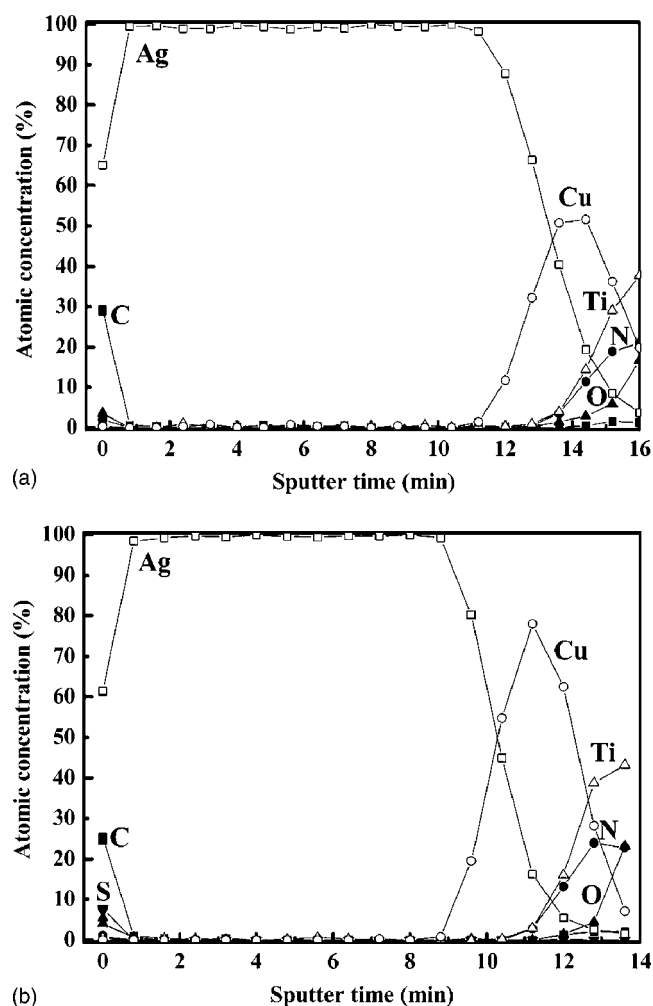 100
90
80
70
60
50
40
30
20
10
0
Atomic concentration (%)
Ag
C
Cu
Ti
N
O
0 2 4 6 8 10 12 14 16
Sputter time (min)
(a)
100
90
80
70
60
50
40
30
20
10
0
Atomic concentration (%)
Ag
C
S
Cu
Ti
N
O
0 2 4 6 8 10 12 14
Sputter time (min)
(b)